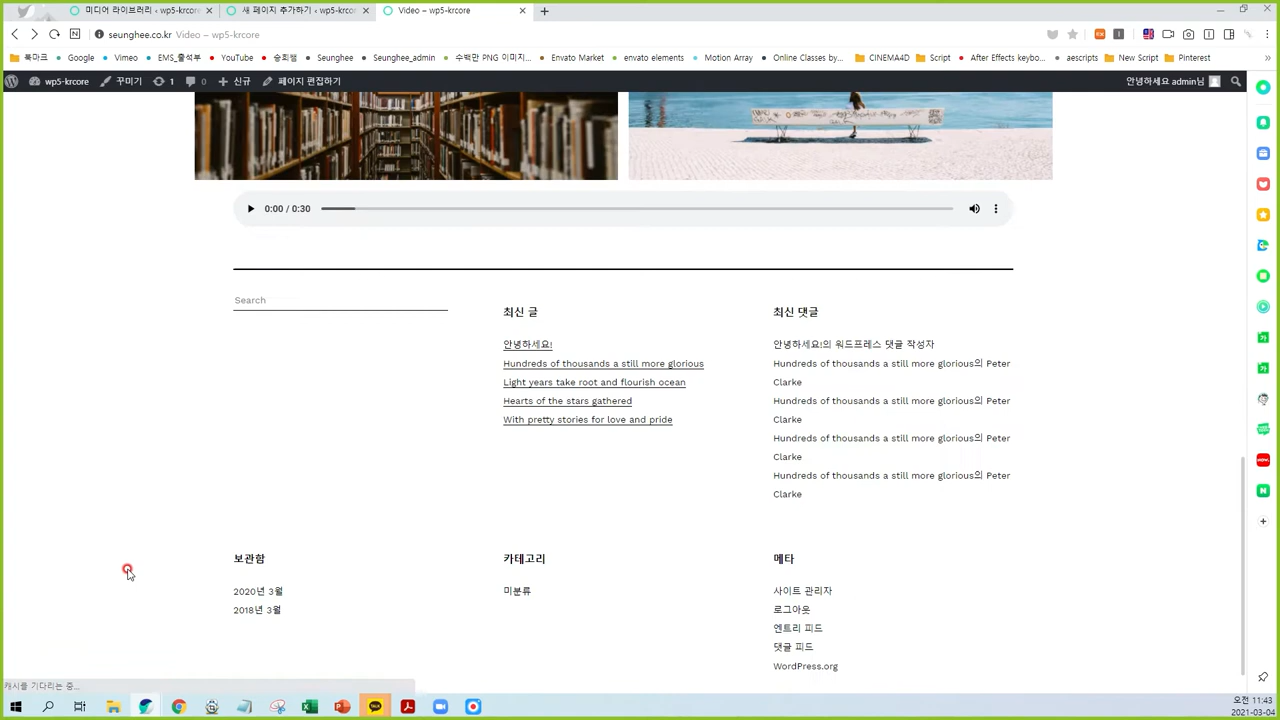 미디어 라이브러리 ‹ wp5-krcore
새 페이지 추가하기 ‹ wp5-krcor
Video – wp5-krcore
seunghee.co.kr Video – wp5-krcore
북마크
Google
Vimeo
EMS_출석부
YouTube
승희쌤
Seunghee
Seunghee_admin
수백만 PNG 이미지...
Envato Market
envato elements
Motion Array
Online Classes by...
CINEMA4D
Script
After Effects keybo...
aescripts
New Script
Pinterest
»
wp5-krcore
꾸미기
1
0
신규
페이지 편집하기
안녕하세요 admin님
0:00 / 0:30
Search
최신 글
안녕하세요!
Hundreds of thousands a still more glorious
Light years take root and flourish ocean
Hearts of the stars gathered
With pretty stories for love and pride
최신 댓글
안녕하세요!의 워드프레스 댓글 작성자
Hundreds of thousands a still more glorious의 Peter
Clarke
Hundreds of thousands a still more glorious의 Peter
Clarke
Hundreds of thousands a still more glorious의 Peter
Clarke
Hundreds of thousands a still more glorious의 Peter
Clarke
보관함
2020년 3월
2018년 3월
카테고리
미분류
메타
사이트 관리자
로그아웃
엔트리 피드
댓글 피드
WordPress.org
캐시를 기다리는 중...
TALK
오전 11:43
2021-03-04